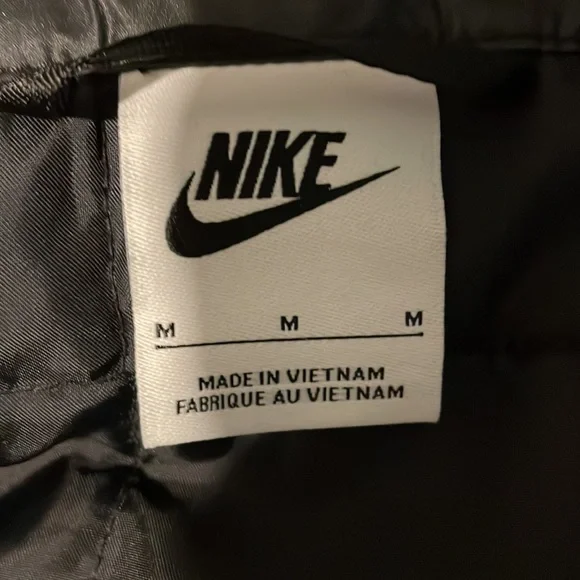 NIKE
M M M
MADE IN VIETNAM
FABRIQUE AU VIETNAM